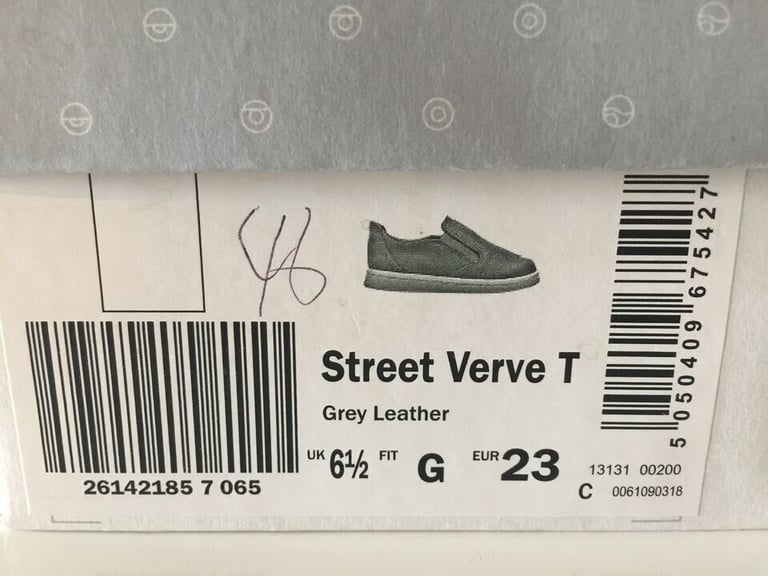 46
Street Verve T
Grey Leather
UK 6½ FIT G EUR 23
26142185 7 065
13131 00200
C 0061090318
5 050409 675427